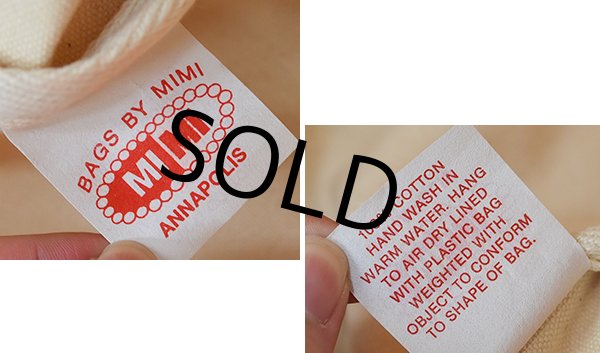 BAGS BY MIMI
MIMI
ANNAPOLIS
SOLD
100% COTTON
HAND WASH IN
WARM WATER. HANG
TO AIR DRY LINED
WITH PLASTIC BAG
WEIGHTED WITH
OBJECT TO CONFORM
TO SHAPE OF BAG.